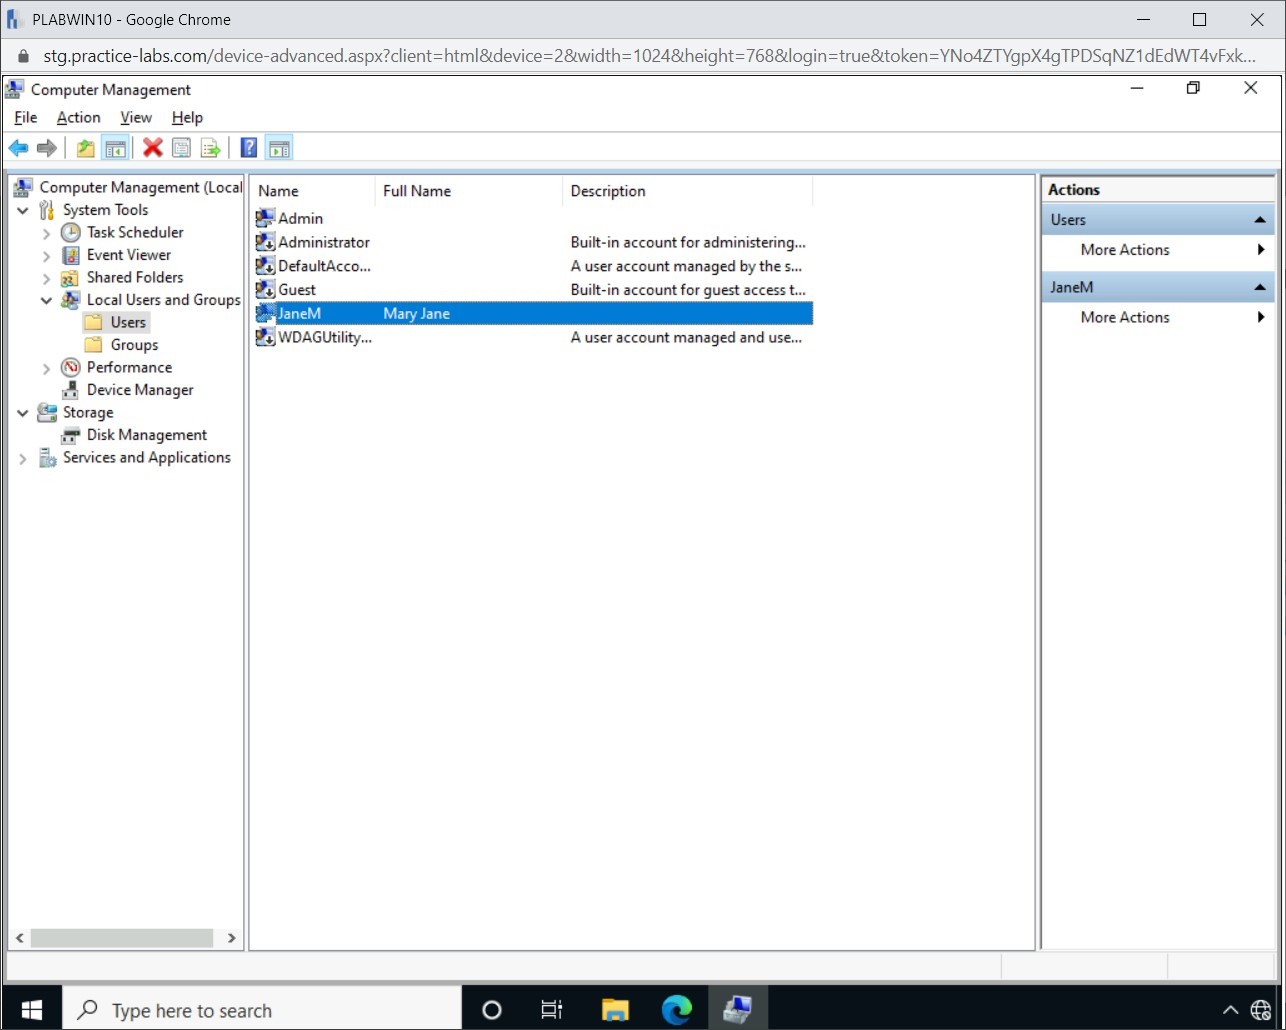 PLABWIN10 - Google Chrome
stg.practice-labs.com/device-advanced.aspx?client=html&device=2&width=1024&height=768&login=true&token=YNo4ZTYgpX4gTPDSqNZ1dEdWT4vFxk...
Computer Management
File Action View Help
Computer Management (Local
System Tools
Task Scheduler
Event Viewer
Shared Folders
Local Users and Groups
Users
Groups
Performance
Device Manager
Storage
Disk Management
Services and Applications
Name Full Name Description
Admin
Administrator Built-in account for administering...
DefaultAcco... A user account managed by the s...
Guest Built-in account for guest access t...
JaneM Mary Jane
WDAGUtility... A user account managed and use...
Actions
Users
More Actions
JaneM
More Actions
Type here to search